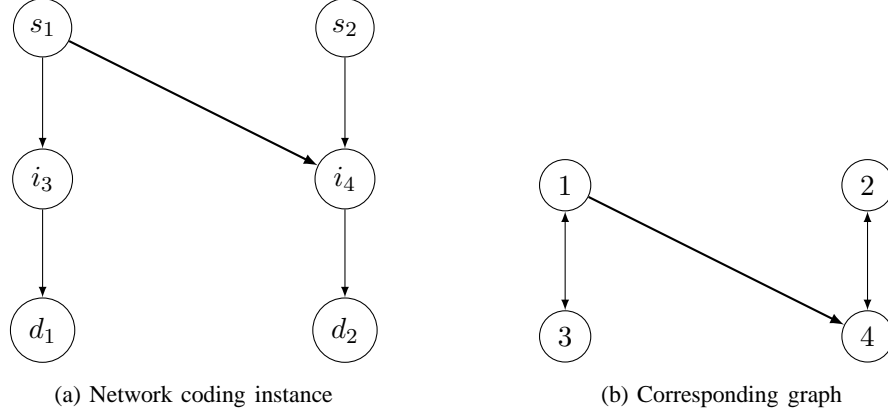 s₁ s₂
i₃ i₄
1 2
d₁ d₂
3 4
(a) Network coding instance
(b) Corresponding graph